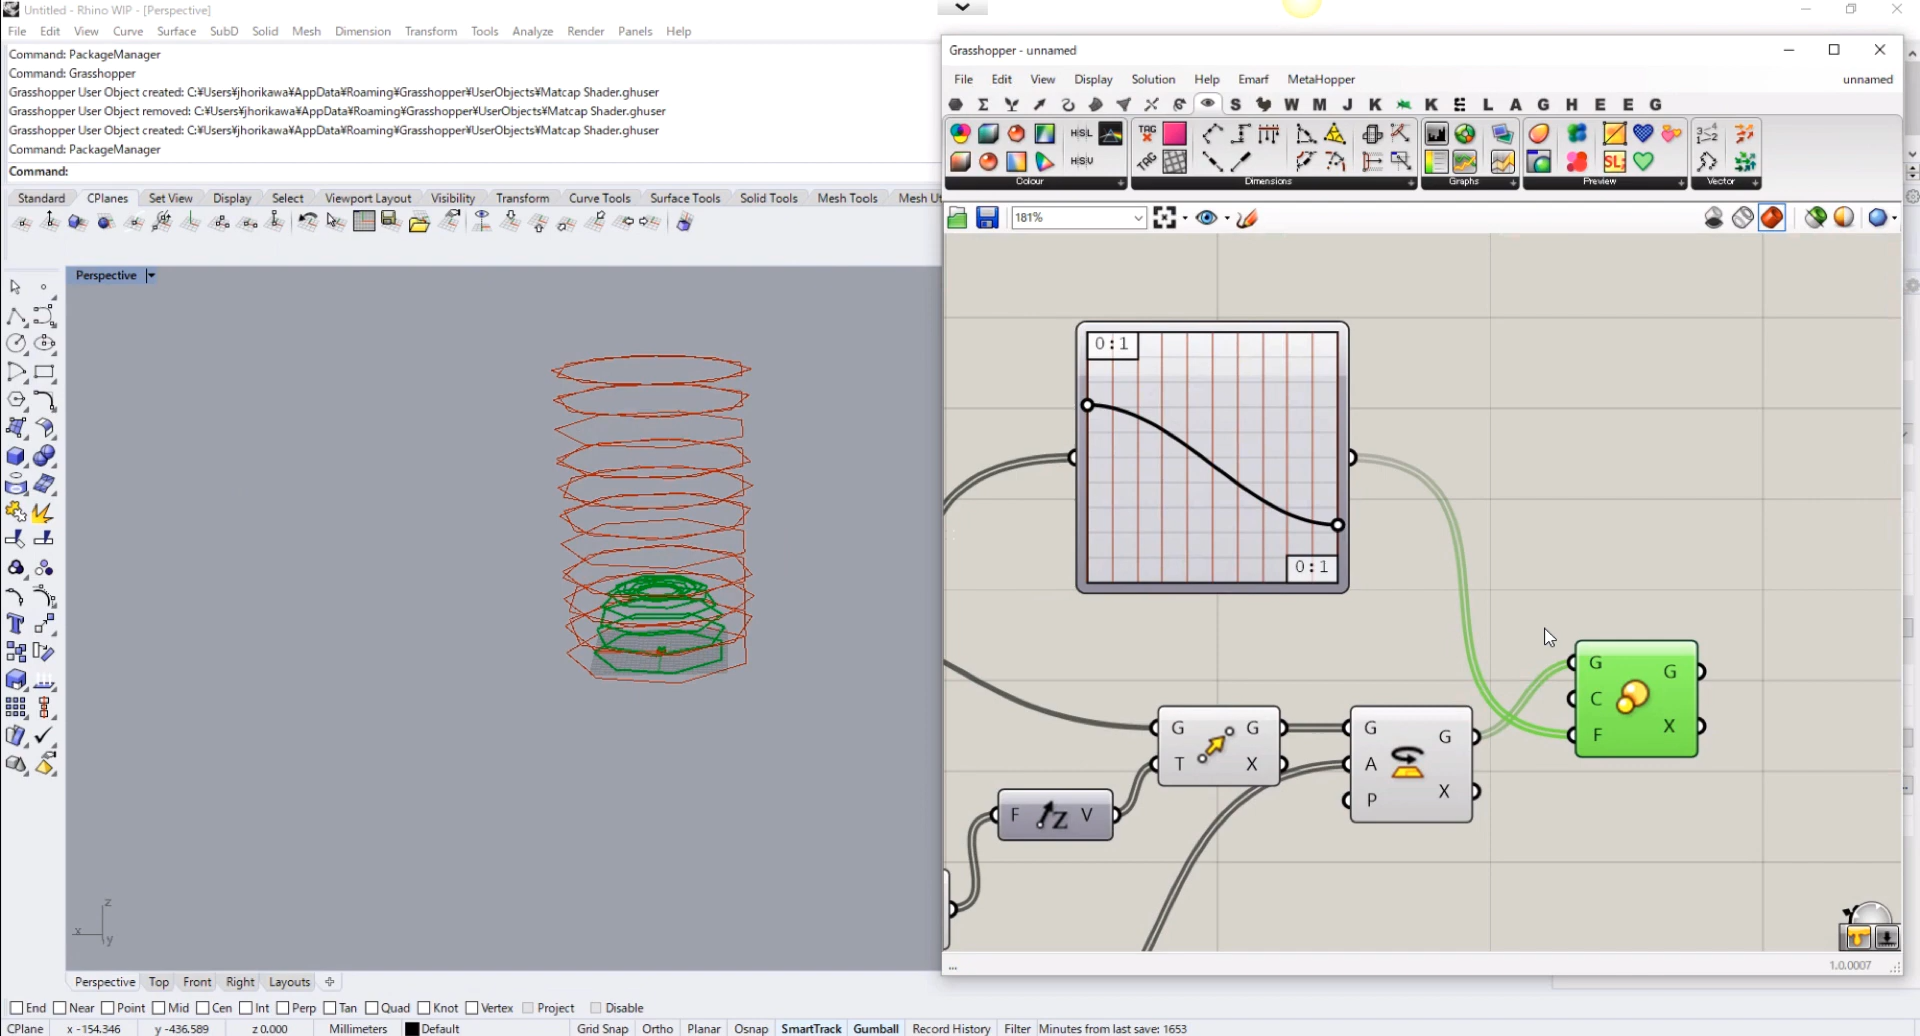 Untitled - Rhino WIP - [Perspective]
File Edit View Curve Surface SubD Solid Mesh Dimension Transform Tools Analyze Render Panels Help
Command: PackageManager
Command: Grasshopper
Grasshopper User Object created: C:¥Users¥jhorikawa¥AppData¥Roaming¥Grasshopper¥UserObjects¥Matcap Shader.ghuser
Grasshopper User Object removed: C:¥Users¥jhorikawa¥AppData¥Roaming¥Grasshopper¥UserObjects¥Matcap Shader.ghuser
Grasshopper User Object created: C:¥Users¥jhorikawa¥AppData¥Roaming¥Grasshopper¥UserObjects¥Matcap Shader.ghuser
Command: PackageManager
Command:
Standard CPlanes Set View Display Select Viewport Layout Visibility Transform Curve Tools Surface Tools Solid Tools Mesh Tools Mesh Ut
Perspective
z
x
y
Perspective Top Front Right Layouts
End Near Point Mid Cen Int Perp Tan Quad Knot Vertex Project Disable
CPlane x -154.346 y -436.589 z 0.000 Millimeters Default Grid Snap Ortho Planar Osnap SmartTrack Gumball Record History Filter Minutes from last save: 1653
Grasshopper - unnamed
File Edit View Display Solution Help Emarf MetaHopper unnamed
S W M J K K L A G H E E G
HSL TAG
HSV TAG SL:
Colour Dimensions Graphs Preview Vector
181%
0:1
0:1
G G
C
F X
G G
T X
G G
A
P X
F Z V
...
1.0.0007